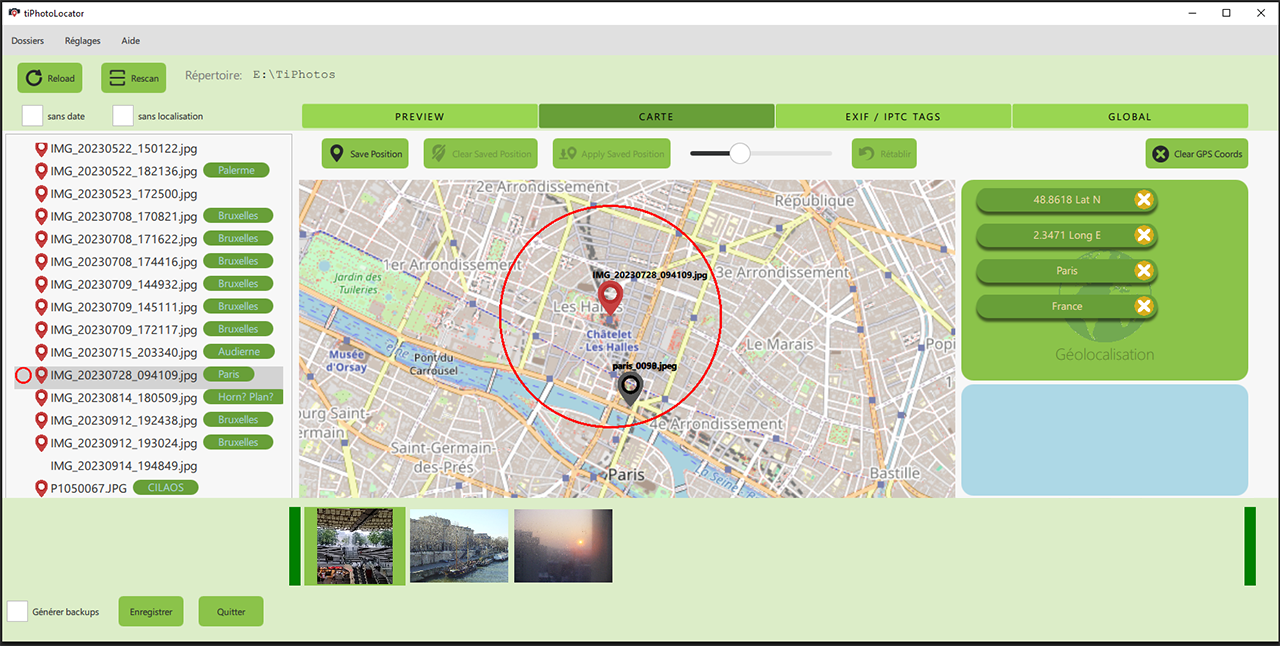 tiPhotoLocator
Dossiers Réglages Aide
Reload Rescan Répertoire: E:\TiPhotos
sans date sans localisation
PREVIEW CARTE EXIF / IPTC TAGS GLOBAL
Save Position Clear Saved Position Apply Saved Position Rétablir Clear GPS Coords
IMG_20230522_150122.jpg
IMG_20230522_182136.jpg Palerme
IMG_20230523_172500.jpg
IMG_20230708_170821.jpg Bruxelles
IMG_20230708_171622.jpg Bruxelles
IMG_20230708_174416.jpg Bruxelles
IMG_20230709_144932.jpg Bruxelles
IMG_20230709_145111.jpg Bruxelles
IMG_20230709_172117.jpg Bruxelles
IMG_20230715_203340.jpg Audierne
IMG_20230728_094109.jpg Paris
IMG_20230814_180509.jpg Horn? Plan?
IMG_20230912_192438.jpg Bruxelles
IMG_20230912_193024.jpg Bruxelles
IMG_20230914_194849.jpg
P1050067.JPG CILAOS
2e Arrondissement
République
1er Arrondissement
3e Arrondissement
IMG_20230728_094109.jpg
Jardin des
Tuileries
Les Halles
Châtelet
- Les Halles
Le Marais
Musée
d'Orsay
Pont du
Carrousel
paris_0098.jpeg
4e Arrondissement
Saint-Germain-
des-Prés
Paris
La Seine
Bastille
48.8618 Lat N
2.3471 Long E
Paris
France
Géolocalisation
Générer backups Enregistrer Quitter